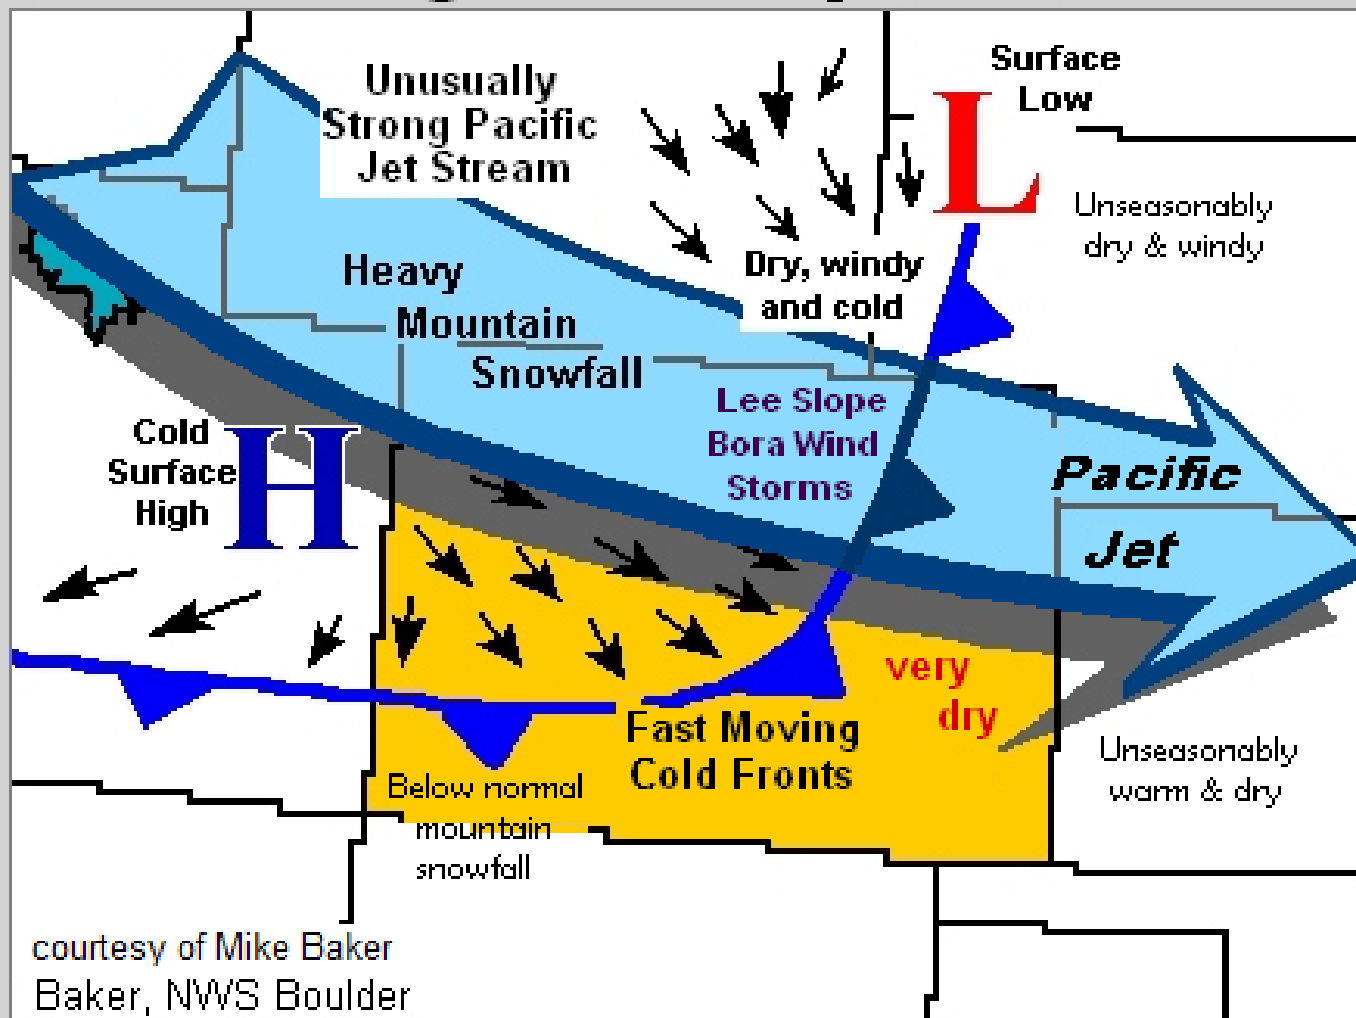 Unusually
Strong Pacific
Jet Stream
Surface
Low
L
Unseasonably
dry & windy
Dry, windy
and cold
Heavy
Mountain
Snowfall
Lee Slope
Bora Wind
Storms
Cold
Surface
High
H
Pacific
Jet
very
dry
Fast Moving
Cold Fronts
Unseasonably
warm & dry
Below normal
mountain
snowfall
courtesy of Mike Baker
Baker, NWS Boulder